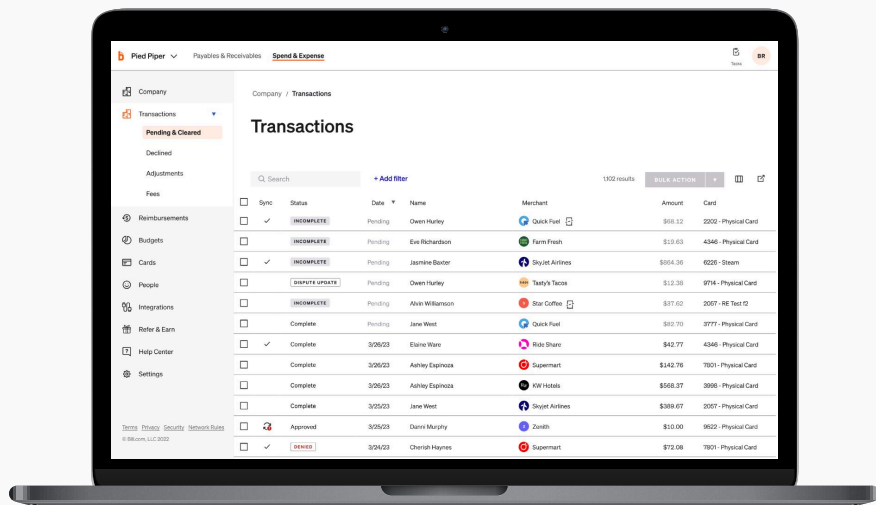 Pied Piper Payables & Receivables Spend & Expense Tasks BR
Company
Transactions
Pending & Cleared
Declined
Adjustments
Fees
Reimbursements
Budgets
Cards
People
Integrations
Refer & Earn
Help Center
Settings
Terms Privacy Security Network Rules
© Bill.com, LLC 2022
Company / Transactions
Transactions
Search + Add filter 1,102 results BULK ACTION
Sync Status Date Name Merchant Amount Card
INCOMPLETE Pending Owen Hurley Quick Fuel $68.12 2202 - Physical Card
INCOMPLETE Pending Eve Richardson Farm Fresh $19.63 4346 - Physical Card
INCOMPLETE Pending Jasmine Baxter SkyJet Airlines $864.36 6226 - Steam
DISPUTE UPDATE Pending Owen Hurley Tasty's Tacos $12.38 9714 - Physical Card
INCOMPLETE Pending Alvin Williamson Star Coffee $37.62 2057 - RE Test f2
Complete Pending Jane West Quick Fuel $82.70 3777 - Physical Card
Complete 3/26/23 Elaine Ware Ride Share $42.77 4346 - Physical Card
Complete 3/26/23 Ashley Espinoza Supermart $142.76 7801 - Physical Card
Complete 3/26/23 Ashley Espinoza KW Hotels $568.37 3998 - Physical Card
Complete 3/25/23 Jane West Skyjet Airlines $389.67 2057 - Physical Card
Approved 3/25/23 Danni Murphy Zenith $10.00 9522 - Physical Card
DENIED 3/24/23 Cherish Haynes Supermart $72.08 7801 - Physical Card